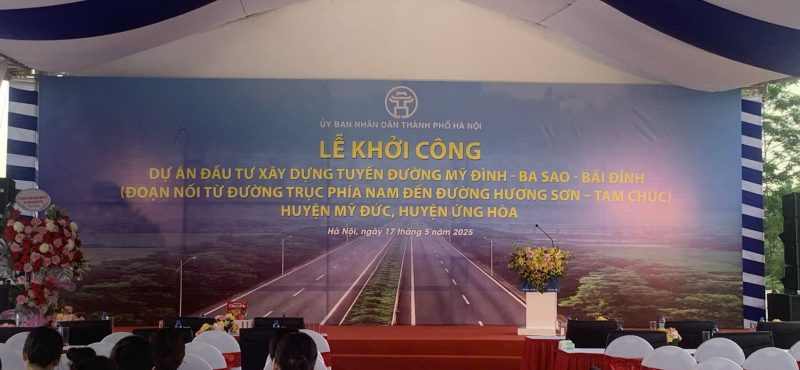 ỦY BAN NHÂN DÂN THÀNH PHỐ HÀ NỘI
LỄ KHỞI CÔNG
DỰ ÁN ĐẦU TƯ XÂY DỰNG TUYẾN ĐƯỜNG MỸ ĐÌNH - BA SAO - BÁI ĐÍNH
(ĐOẠN NỐI TỪ ĐƯỜNG TRỤC PHÍA NAM ĐẾN ĐƯỜNG HƯƠNG SƠN - TAM CHÚC)
HUYỆN MỸ ĐỨC, HUYỆN ỨNG HÒA
Hà Nội, ngày 17 tháng 5 năm 2025